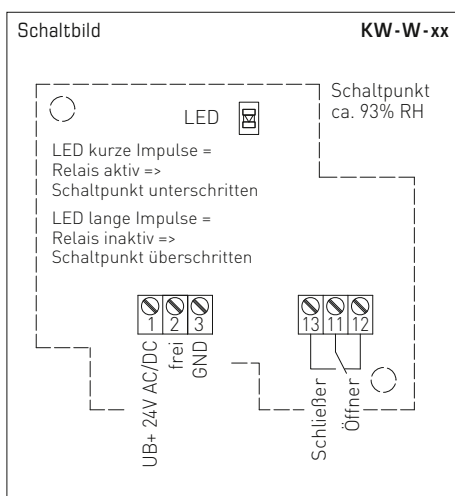 Schaltbild KW-W-xx
Schaltpunkt
ca. 93% RH
LED
LED kurze Impulse =
Relais aktiv =>
Schaltpunkt unterschritten
LED lange Impulse =
Relais inaktiv =>
Schaltpunkt überschritten
1 2 3
13 11 12
UB+ 24V AC/DC
frei
GND
Schließer
Öffner